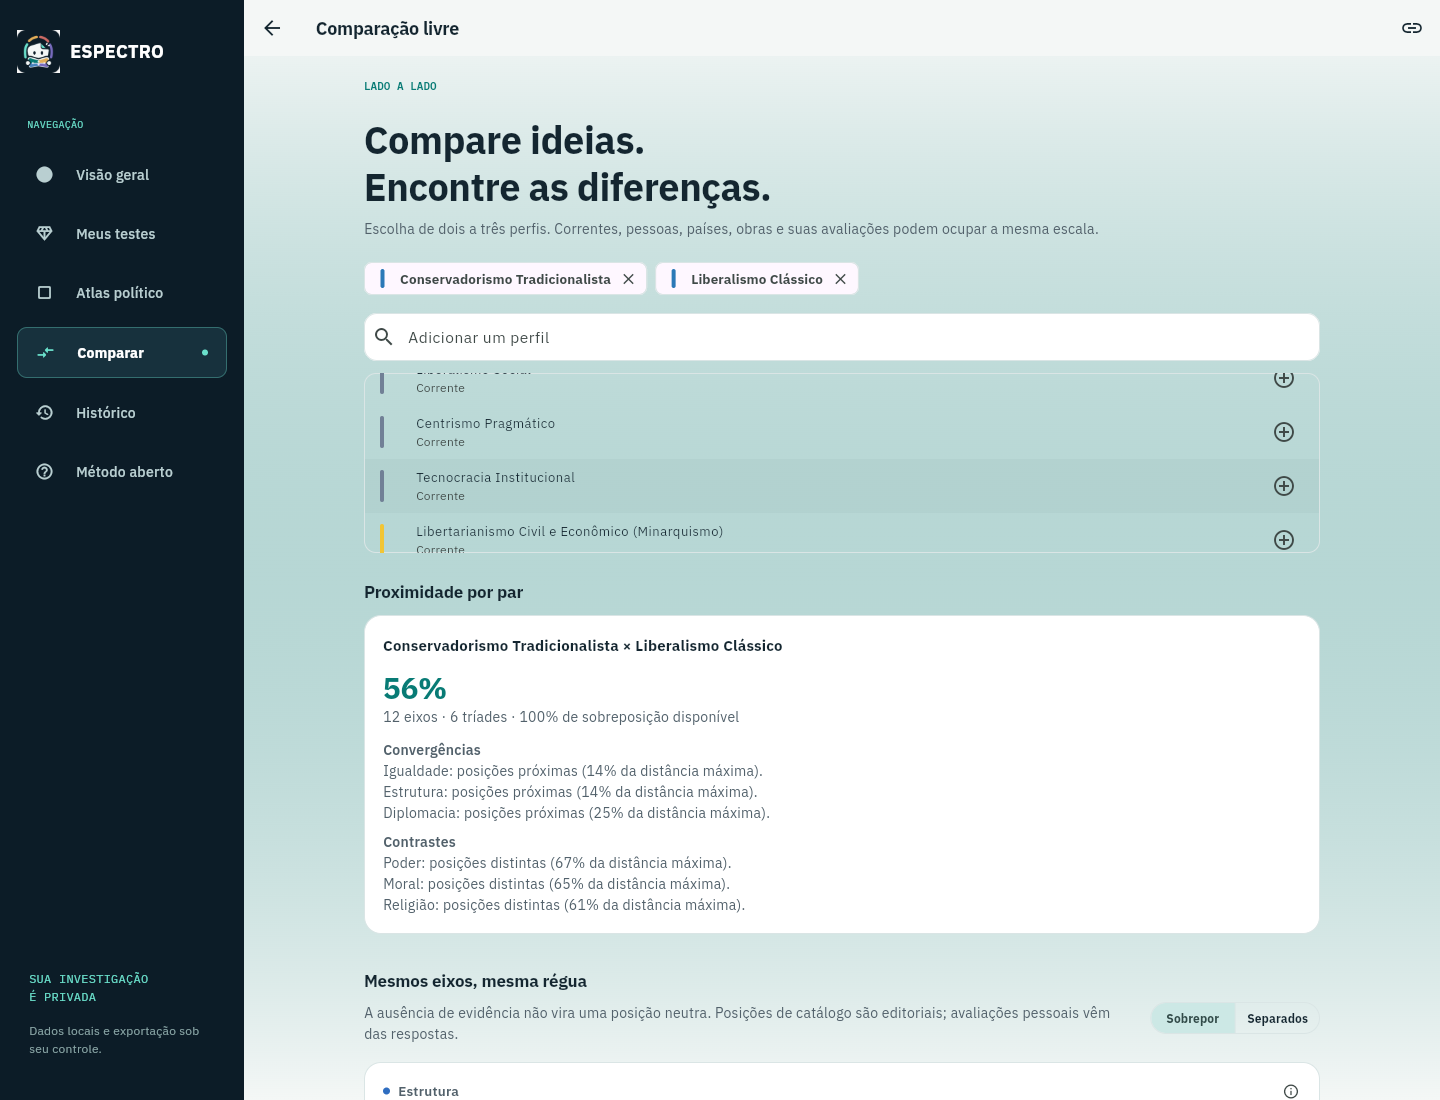 ESPECTRO
NAVEGAÇÃO
Visão geral
Meus testes
Atlas político
Comparar
Histórico
Método aberto
SUA INVESTIGAÇÃO
É PRIVADA
Dados locais e exportação sob
seu controle.
Comparação livre
LADO A LADO
Compare ideias.
Encontre as diferenças.
Escolha de dois a três perfis. Correntes, pessoas, países, obras e suas avaliações podem ocupar a mesma escala.
Conservadorismo Tradicionalista
Liberalismo Clássico
Adicionar um perfil
Corrente
Centrismo Pragmático
Corrente
Tecnocracia Institucional
Corrente
Libertarianismo Civil e Econômico (Minarquismo)
Corrente
Proximidade por par
Conservadorismo Tradicionalista × Liberalismo Clássico
56%
12 eixos · 6 tríades · 100% de sobreposição disponível
Convergências
Igualdade: posições próximas (14% da distância máxima).
Estrutura: posições próximas (14% da distância máxima).
Diplomacia: posições próximas (25% da distância máxima).
Contrastes
Poder: posições distintas (67% da distância máxima).
Moral: posições distintas (65% da distância máxima).
Religião: posições distintas (61% da distância máxima).
Mesmos eixos, mesma régua
A ausência de evidência não vira uma posição neutra. Posições de catálogo são editoriais; avaliações pessoais vêm
das respostas.
Sobrepor
Separados
Estrutura